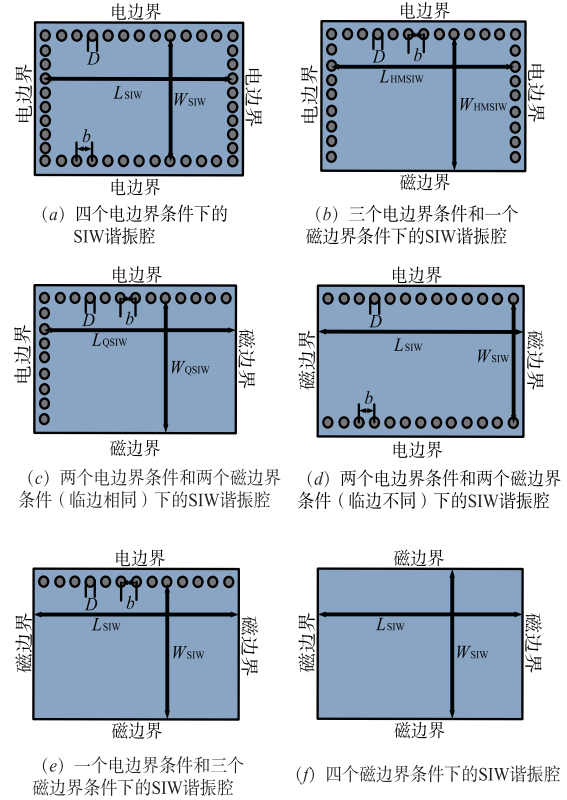 电边界
电边界
电边界
D
L_SIW
W_SIW
b
电边界
(a) 四个电边界条件下的
SIW谐振腔
电边界
电边界
电边界
D
b
L_HMSIW
W_HMSIW
磁边界
(b) 三个电边界条件和一个
磁边界条件下的SIW谐振腔
电边界
电边界
磁边界
D
b
L_QSIW
W_QSIW
磁边界
(c) 两个电边界条件和两个磁边界
条件(临边相同)下的SIW谐振腔
电边界
磁边界
磁边界
D
L_SIW
W_SIW
b
电边界
(d) 两个电边界条件和两个磁边界
条件(临边不同)下的SIW谐振腔
电边界
磁边界
磁边界
D
b
L_SIW
W_SIW
磁边界
(e) 一个电边界条件和三个
磁边界条件下的SIW谐振腔
磁边界
磁边界
磁边界
L_SIW
W_SIW
磁边界
(f) 四个磁边界条件下的SIW谐振腔